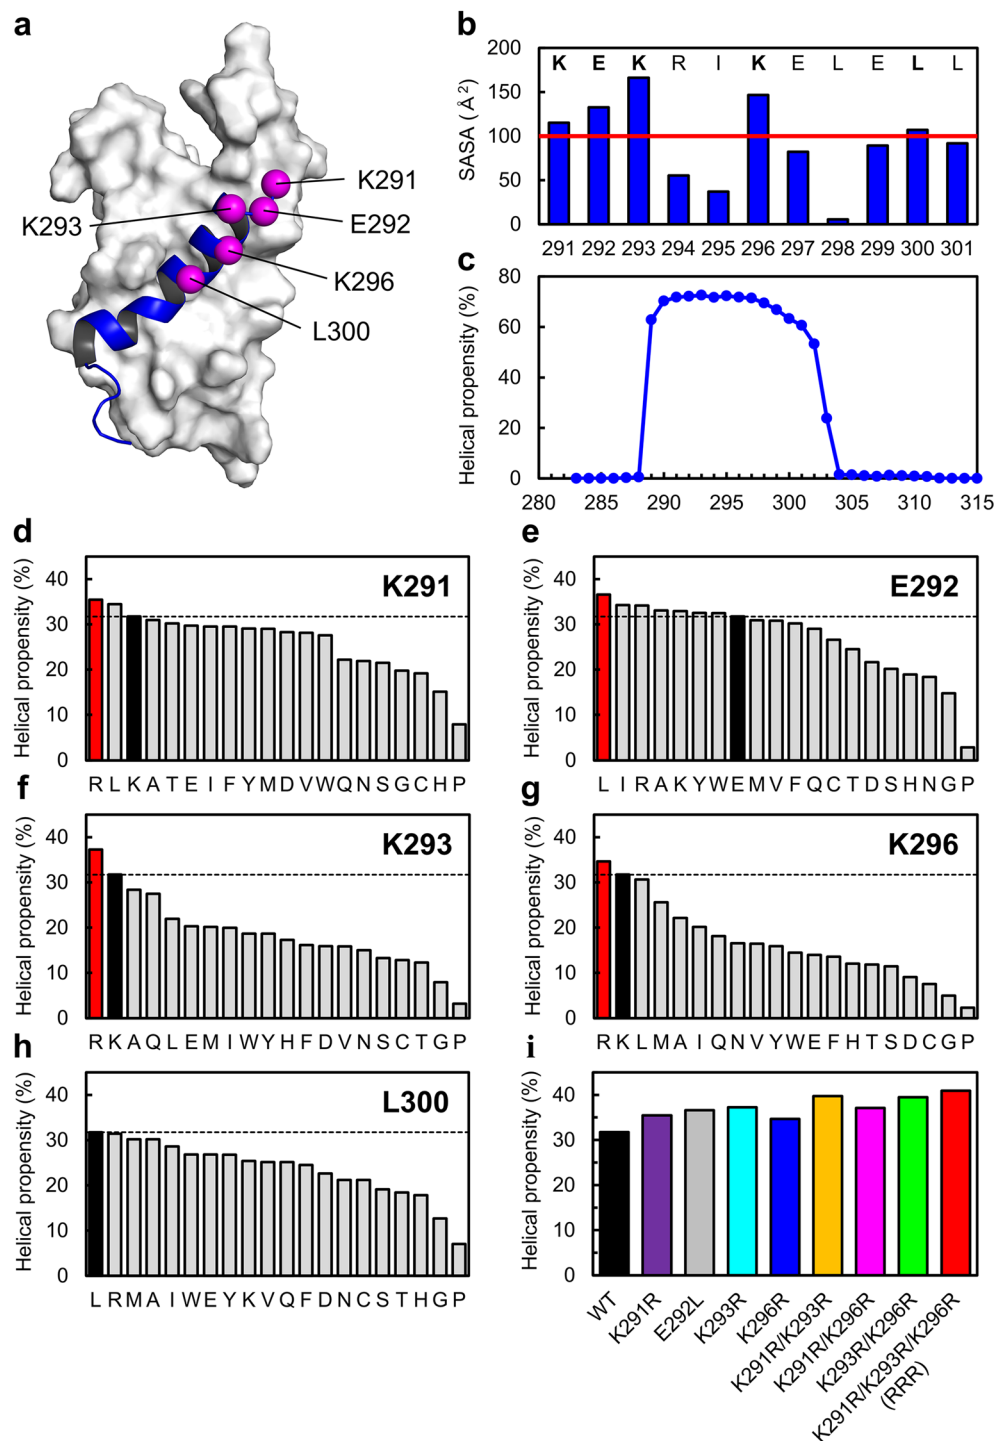 a
K291
K293
E292
K296
L300
b
SASA (Å2)
200
150
100
50
0
K E K R I K E L E L L
291 292 293 294 295 296 297 298 299 300 301
c
Helical propensity (%)
80
60
40
20
0
280 285 290 295 300 305 310 315
d
K291
Helical propensity (%)
40
30
20
10
0
R L K A T E I F Y M D V W Q N S G C H P
e
E292
Helical propensity (%)
40
30
20
10
0
L I R A K Y W E M V F Q C T D S H N G P
f
K293
Helical propensity (%)
40
30
20
10
0
R K A Q L E M I W Y H F D V N S C T G P
g
K296
Helical propensity (%)
40
30
20
10
0
R K L M A I Q N V Y W E F H T S D C G P
h
L300
Helical propensity (%)
40
30
20
10
0
L R M A I W E Y K V Q F D N C S T H G P
i
Helical propensity (%)
40
30
20
10
0
WT
K291R
E292L
K293R
K296R
K291R/K293R
K291R/K296R
K293R/K296R
K291R/K293R/K296R
(RRR)